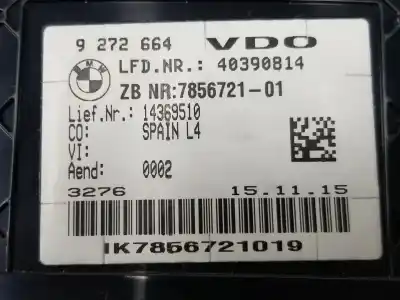 9 272 664 VDO
LFD.NR.: 40390814
ZB NR:7856721-01
Lief.Nr.: 14369510
CO: SPAIN L4
VI:
Aend: 0002
3276 15.11.15
IK7856721019